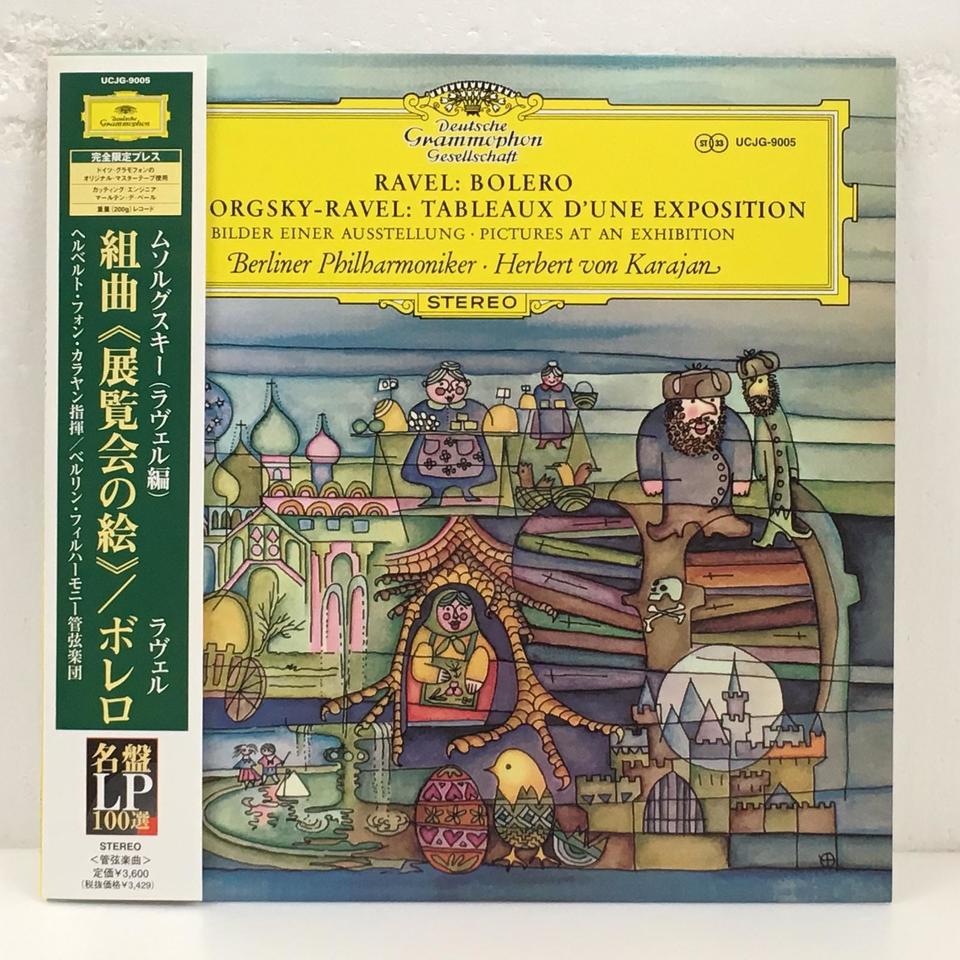 UCJG-9005
Deutsche
Grammophon
完全限定プレス
ドイツ・グラモフォンの
オリジナル・マスターテープ使用
カッティング・エンジニア
マールテン・デ・ベール
重量(200g)レコード
ムソルグスキー(ラヴェル編)
ラヴェル
組曲《展覧会の絵》/ボレロ
ヘルベルト・フォン・カラヤン指揮/ベルリン・フィルハーモニー管弦楽団
名盤
LP
100選
STEREO
<管弦楽曲>
定価¥3,600
(税抜価格¥3,429)
Deutsche
Grammophon
Gesellschaft
ST 33 UCJG-9005
RAVEL: BOLERO
ORGSKY-RAVEL: TABLEAUX D'UNE EXPOSITION
BILDER EINER AUSSTELLUNG · PICTURES AT AN EXHIBITION
Berliner Philharmoniker · Herbert von Karajan
STEREO